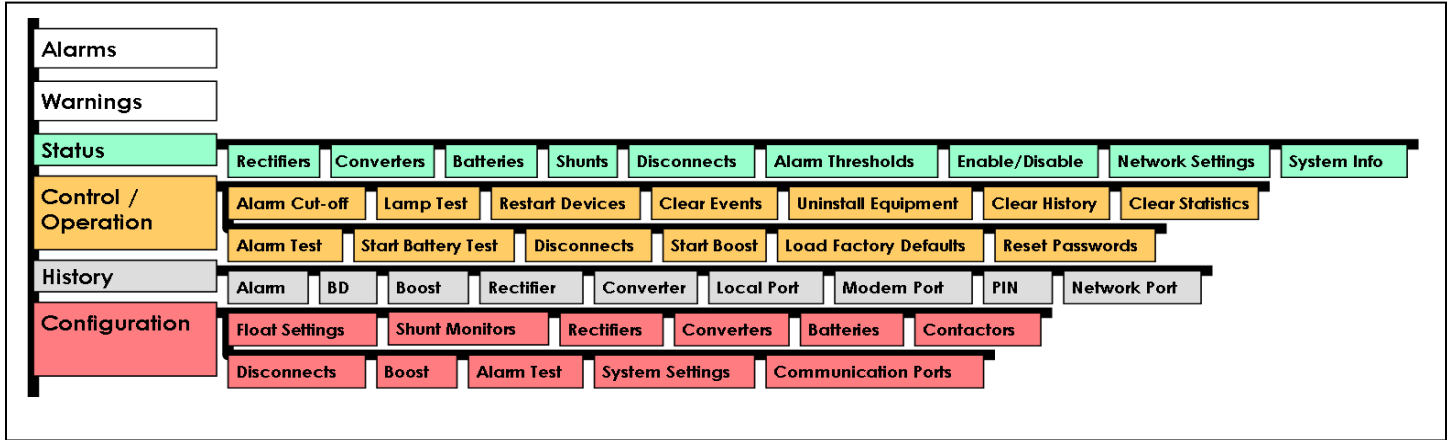 Alarms
Warnings
Status
Rectifiers Converters Batteries Shunts Disconnects Alarm Thresholds Enable/Disable Network Settings System Info
Control /
Operation
Alarm Cut-off Lamp Test Restart Devices Clear Events Uninstall Equipment Clear History Clear Statistics
Alarm Test Start Battery Test Disconnects Start Boost Load Factory Defaults Reset Passwords
History
Alarm BD Boost Rectifier Converter Local Port Modem Port PIN Network Port
Configuration
Float Settings Shunt Monitors Rectifiers Converters Batteries Contactors
Disconnects Boost Alarm Test System Settings Communication Ports